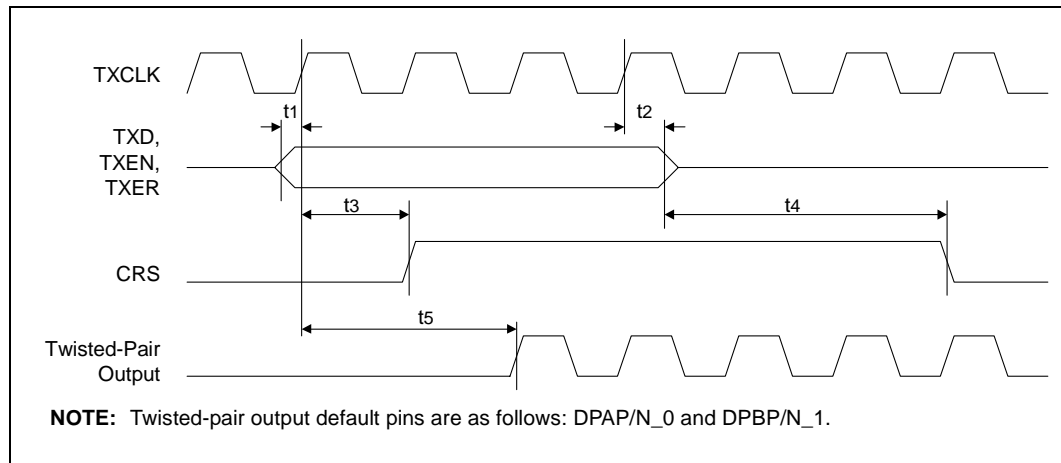 TXCLK
t1
t2
TXD,
TXEN,
TXER
t3
t4
CRS
t5
Twisted-Pair
Output
NOTE: Twisted-pair output default pins are as follows: DPAP/N_0 and DPBP/N_1.